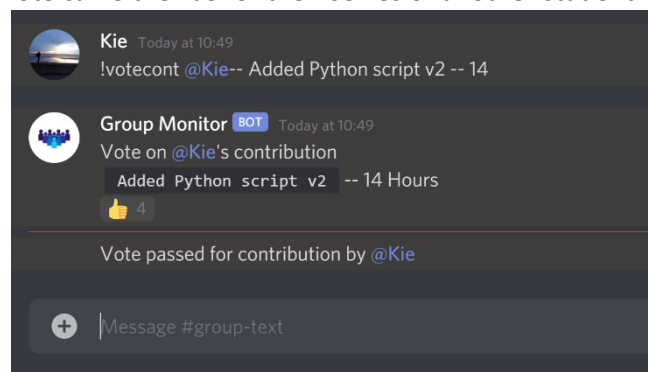 Kie Today at 10:49
!votecont @Kie-- Added Python script v2 -- 14
Group Monitor BOT Today at 10:49
Vote on @Kie's contribution
Added Python script v2 -- 14 Hours
👍 4
Vote passed for contribution by @Kie
Message #group-text